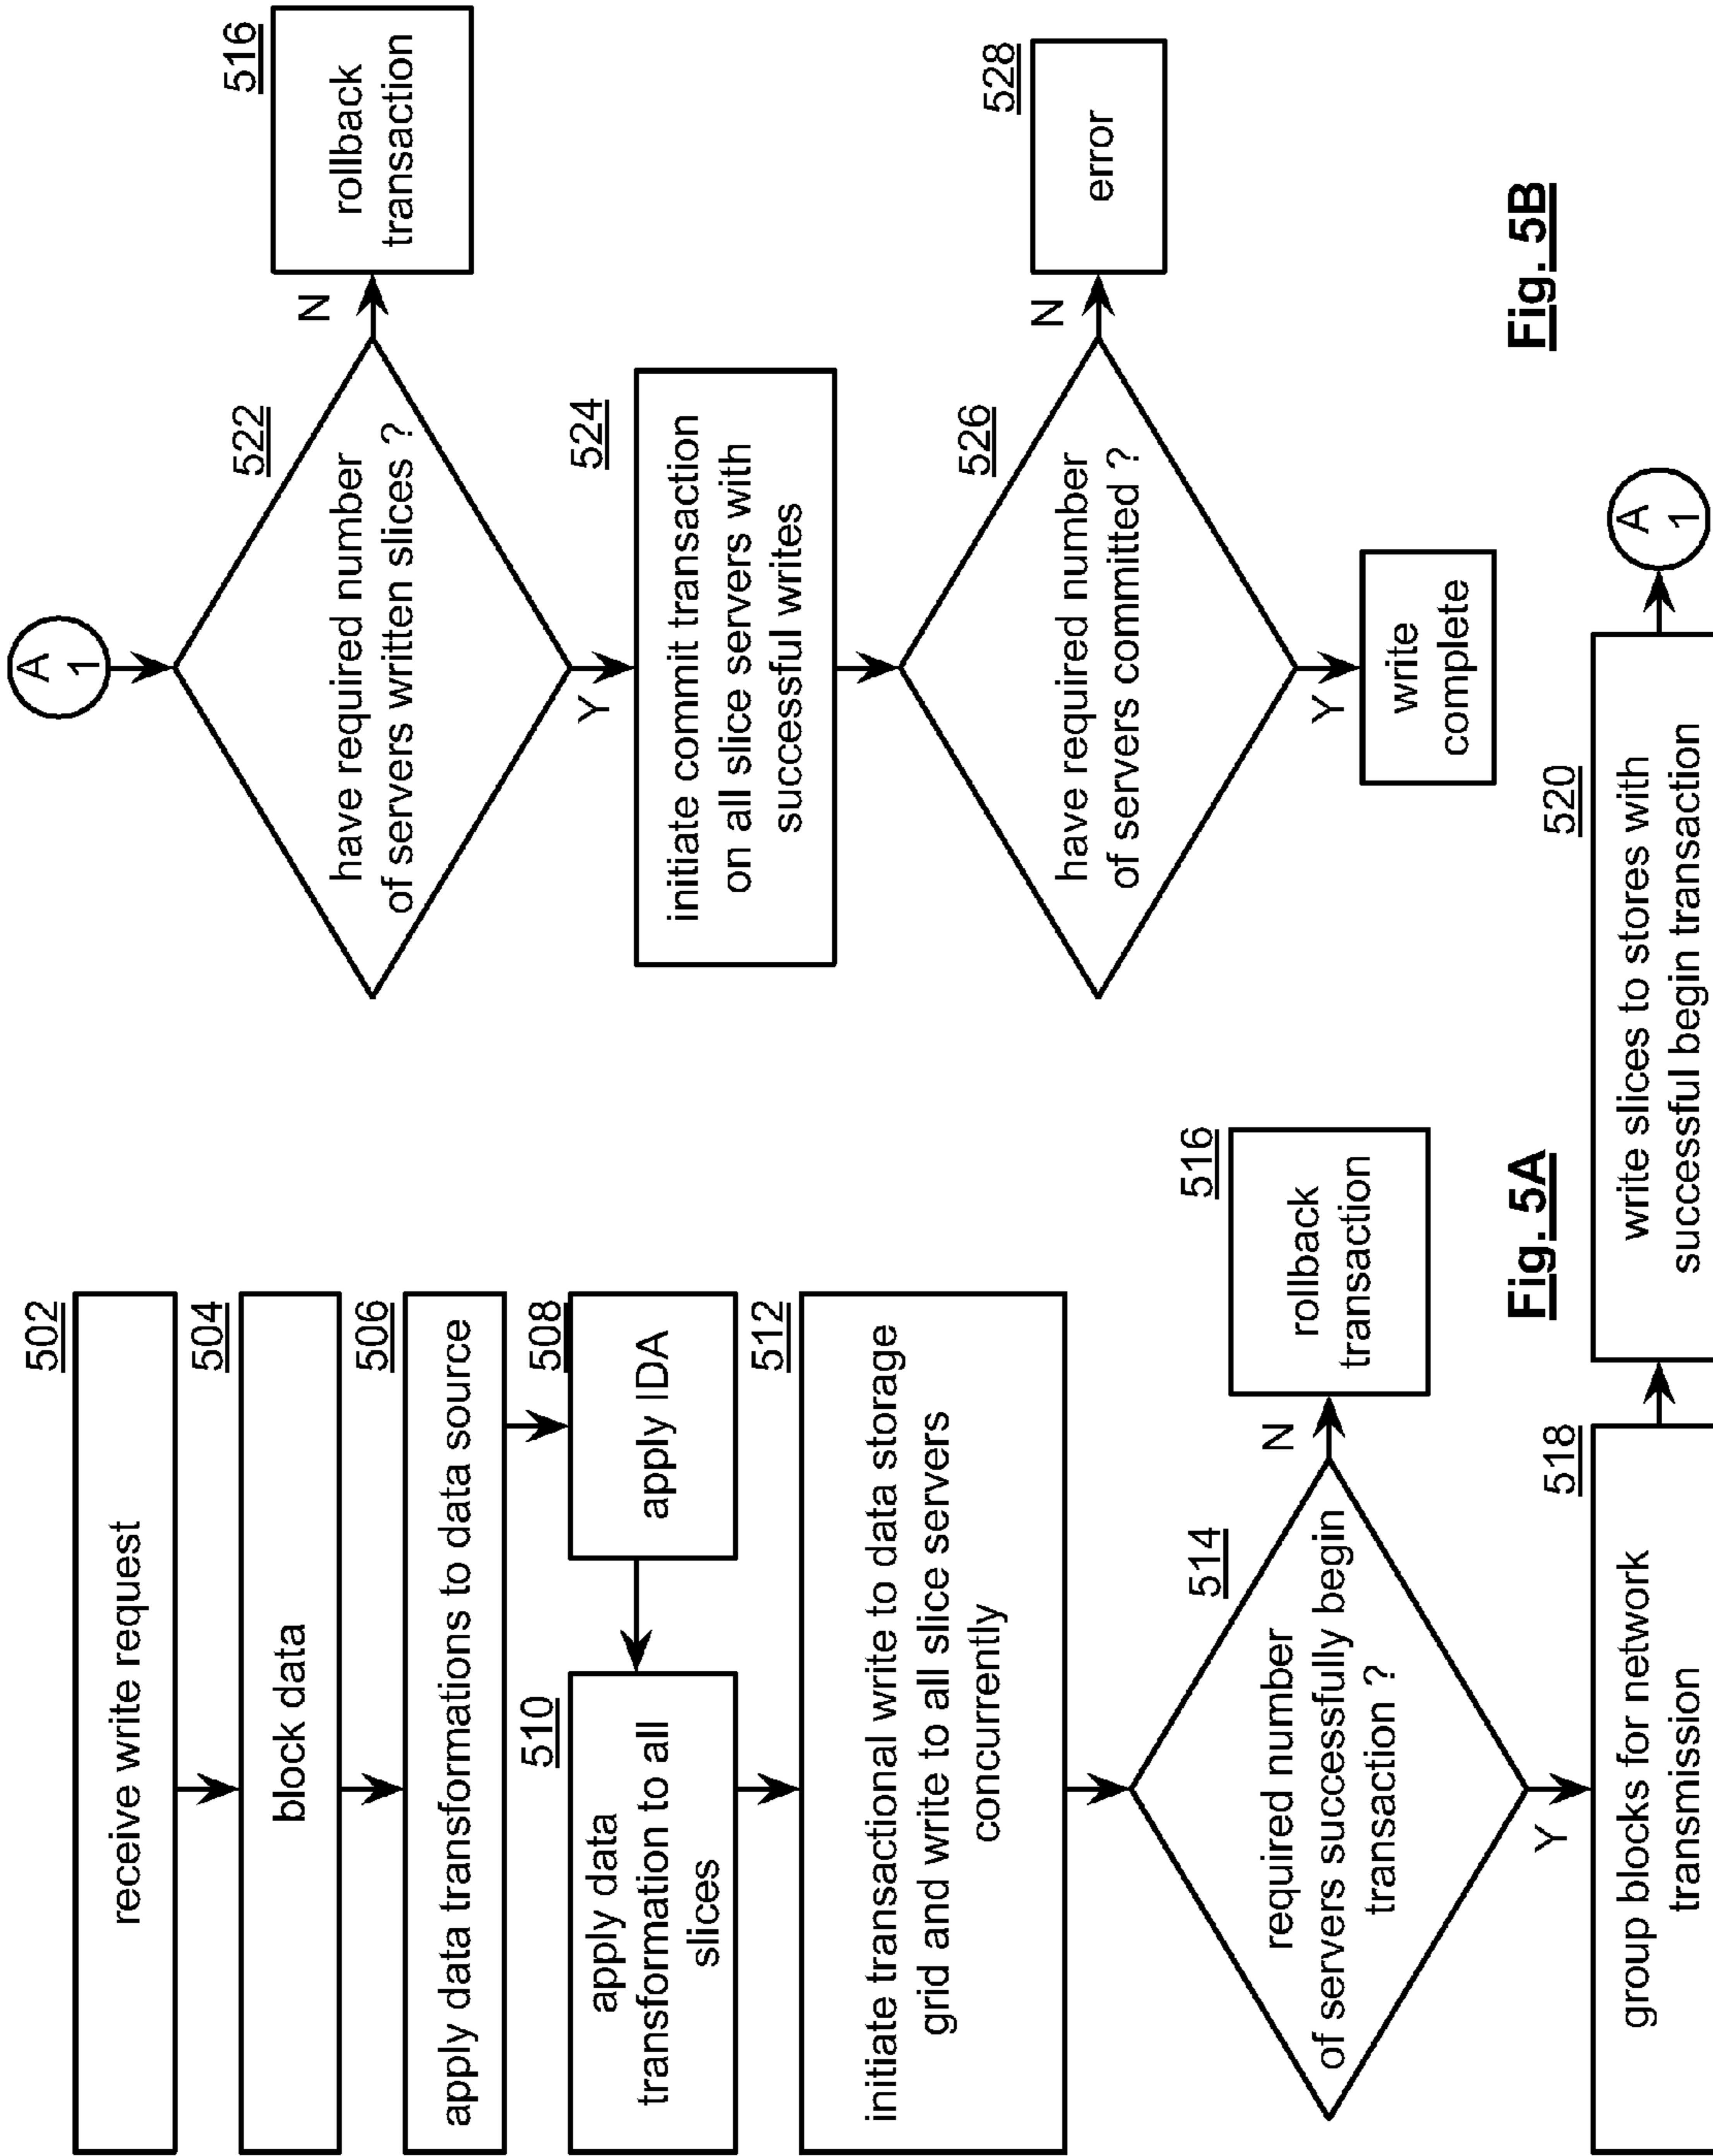 502
receive write request
504
block data
506
apply data transformations to data source
508
apply IDA
510
apply data
transformation to all
slices
512
initiate transactional write to data storage
grid and write to all slice servers
concurrently
514
required number
of servers successfully begin
transaction ?
N
516
rollback
transaction
Y
518
group blocks for network
transmission
520
write slices to stores with
successful begin transaction
A
1
Fig. 5A
A
1
522
have required number
of servers written slices ?
N
516
rollback
transaction
Y
524
initiate commit transaction
on all slice servers with
successful writes
526
have required number
of servers committed ?
N
528
error
Y
write
complete
Fig. 5B